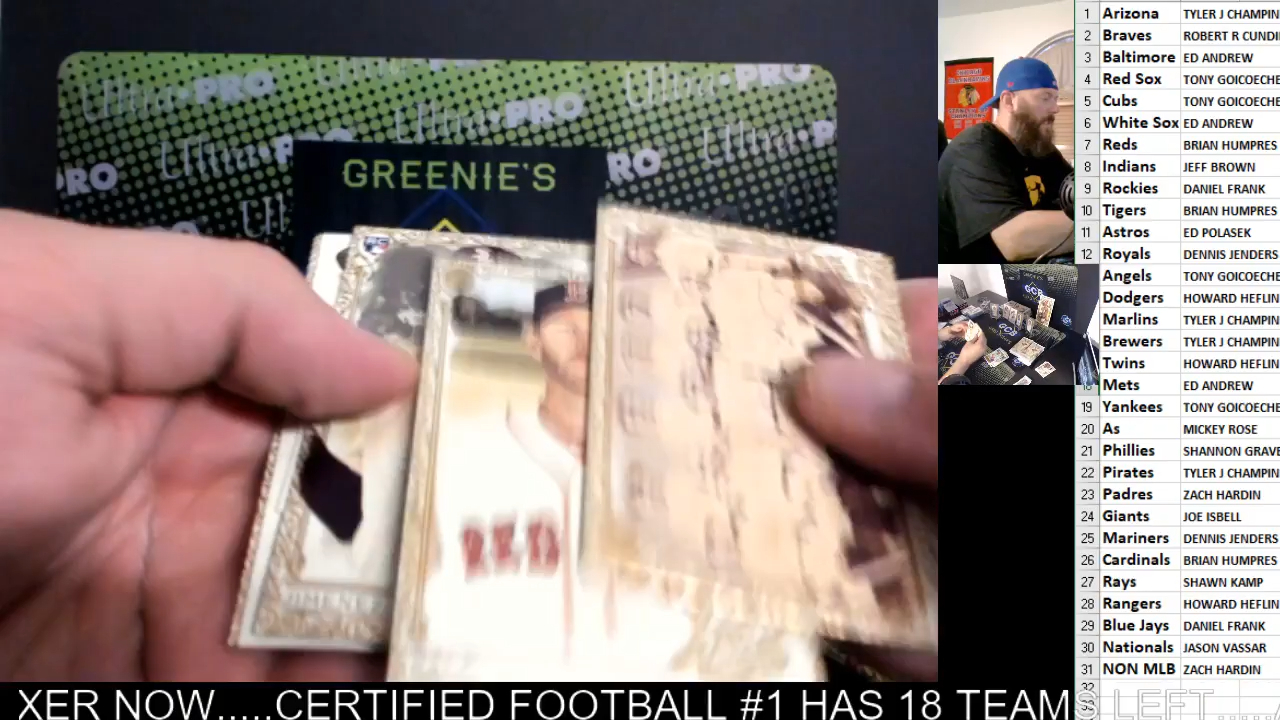 Ultra PRO
Ultra PRO
Ultra PRO
PRO
GREENIE'S
RED
1 Arizona TYLER J CHAMPIN
2 Braves ROBERT R CUNDI
3 Baltimore ED ANDREW
4 Red Sox TONY GOICOECHE
5 Cubs TONY GOICOECHE
6 White Sox ED ANDREW
7 Reds BRIAN HUMPRES
8 Indians JEFF BROWN
9 Rockies DANIEL FRANK
10 Tigers BRIAN HUMPRES
11 Astros ED POLASEK
12 Royals DENNIS JENDERS
Angels TONY GOICOECHE
Dodgers HOWARD HEFLIN
Marlins TYLER J CHAMPIN
Brewers TYLER J CHAMPIN
Twins HOWARD HEFLIN
Mets ED ANDREW
19 Yankees TONY GOICOECHE
20 As MICKEY ROSE
21 Phillies SHANNON GRAVE
22 Pirates TYLER J CHAMPIN
23 Padres ZACH HARDIN
24 Giants JOE ISBELL
25 Mariners DENNIS JENDERS
26 Cardinals BRIAN HUMPRES
27 Rays SHAWN KAMP
28 Rangers HOWARD HEFLIN
29 Blue Jays DANIEL FRANK
30 Nationals JASON VASSAR
31 NON MLB ZACH HARDIN
XER NOW.....CERTIFIED FOOTBALL #1 HAS 18 TEAMS LEFT